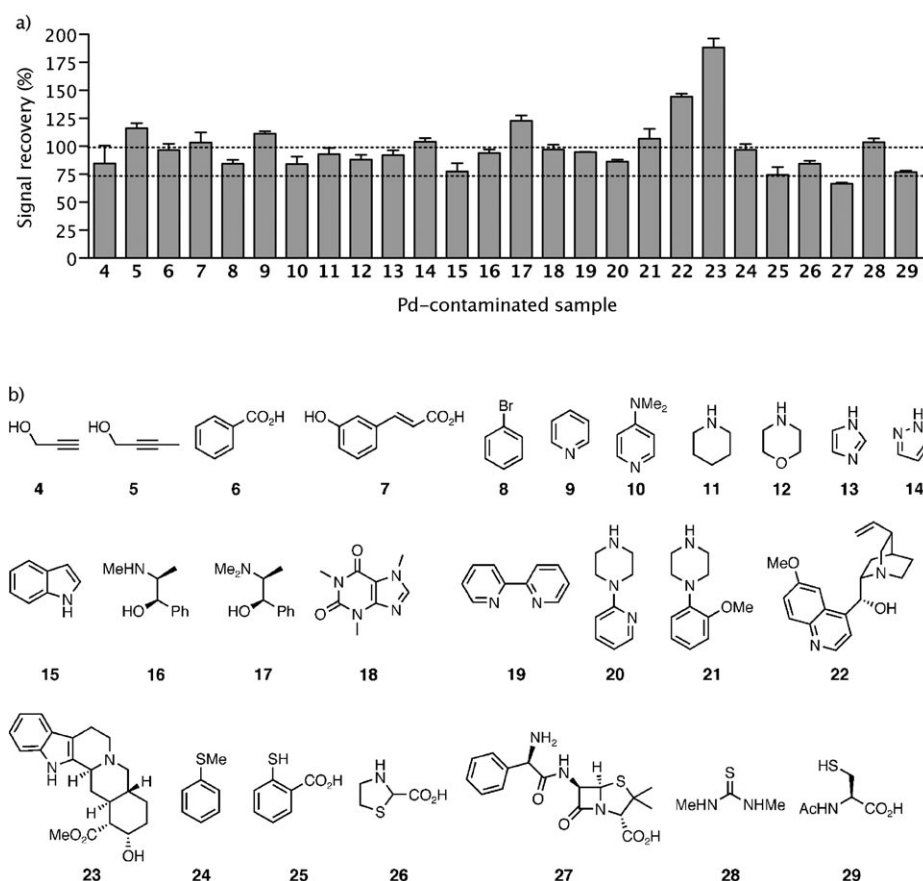 a)
Signal recovery (%)
200
175
150
125
100
75
50
25
0
4 5 6 7 8 9 10 11 12 13 14 15 16 17 18 19 20 21 22 23 24 25 26 27 28 29
Pd-contaminated sample
b)
HO
HO
CO₂H
HO
CO₂H
Br
N
NMe₂
N
H
N
H
N
O
H
N
N
H
N
N
4 5 6 7 8 9 10 11 12 13 14
N
H
MeHN
HO
Ph
Me₂N
HO
Ph
O
N
O
N
N
N
N
N
H
N
N
N
H
N
N
OMe
MeO
N
N
OH
15 16 17 18 19 20 21 22
N
H
N
H
H
H
MeO₂C
OH
SMe
SH
CO₂H
H
N
S
CO₂H
NH₂
O
H
N
H
S
O
N
CO₂H
S
MeHN
NHMe
HS
AcHN
CO₂H
23 24 25 26 27 28 29